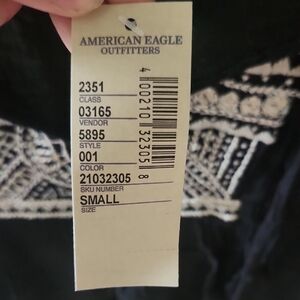 AMERICAN EAGLE
OUTFITTERS
2351
CLASS
03165
VENDOR
5895
STYLE
001
COLOR
21032305
SKU NUMBER
SMALL
SIZE
4 00210 32305 8